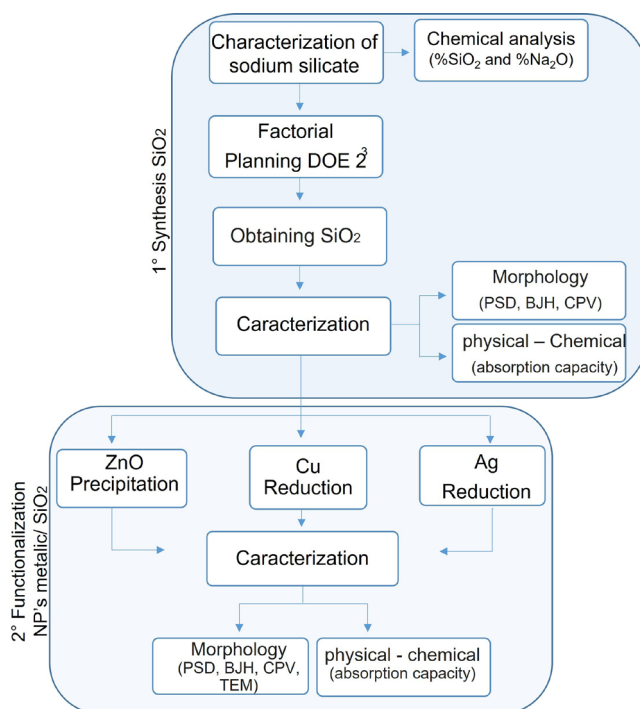 Characterization of
sodium silicate
Chemical analysis
(%SiO₂ and %Na₂O)
Factorial
Planning DOE 2³
Obtaining SiO₂
Caracterization
Morphology
(PSD, BJH, CPV)
physical – Chemical
(absorption capacity)
1° Synthesis SiO₂
ZnO
Precipitation
Cu
Reduction
Ag
Reduction
Caracterization
Morphology
(PSD, BJH, CPV,
TEM)
physical - chemical
(absorption capacity)
2° Functionalization
NP's metalic/ SiO₂